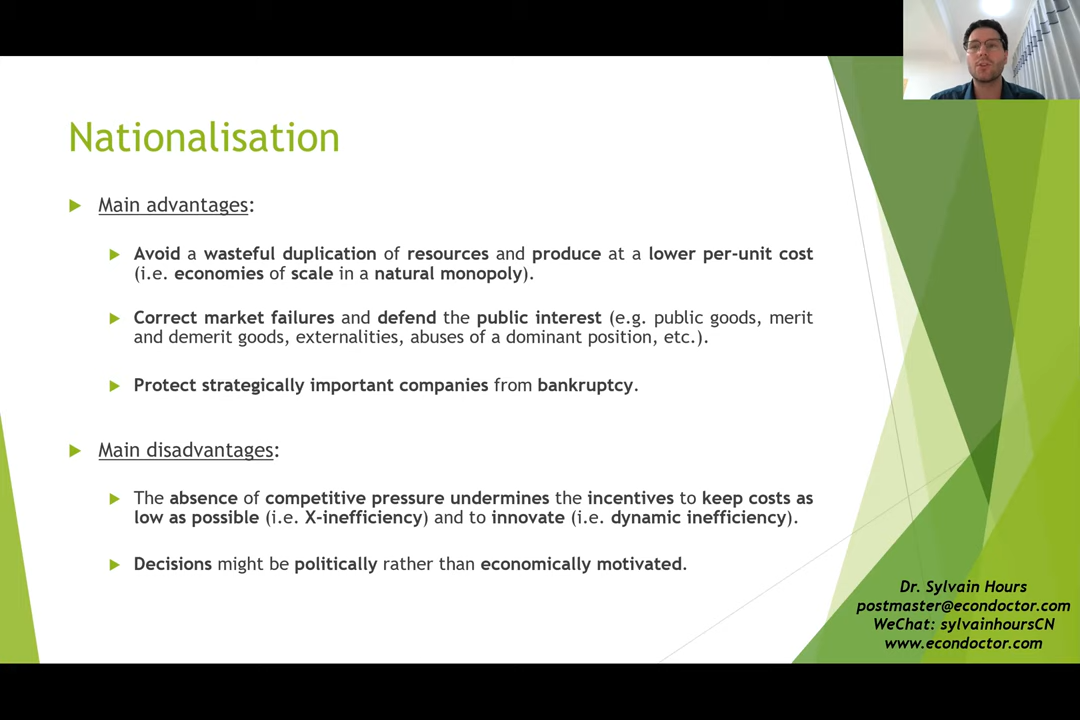 Nationalisation
Main advantages:
Avoid a wasteful duplication of resources and produce at a lower per-unit cost
(i.e. economies of scale in a natural monopoly).
Correct market failures and defend the public interest (e.g. public goods, merit
and demerit goods, externalities, abuses of a dominant position, etc.).
Protect strategically important companies from bankruptcy.
Main disadvantages:
The absence of competitive pressure undermines the incentives to keep costs as
low as possible (i.e. X-inefficiency) and to innovate (i.e. dynamic inefficiency).
Decisions might be politically rather than economically motivated.
Dr. Sylvain Hours
postmaster@econdoctor.com
WeChat: sylvainhoursCN
www.econdoctor.com